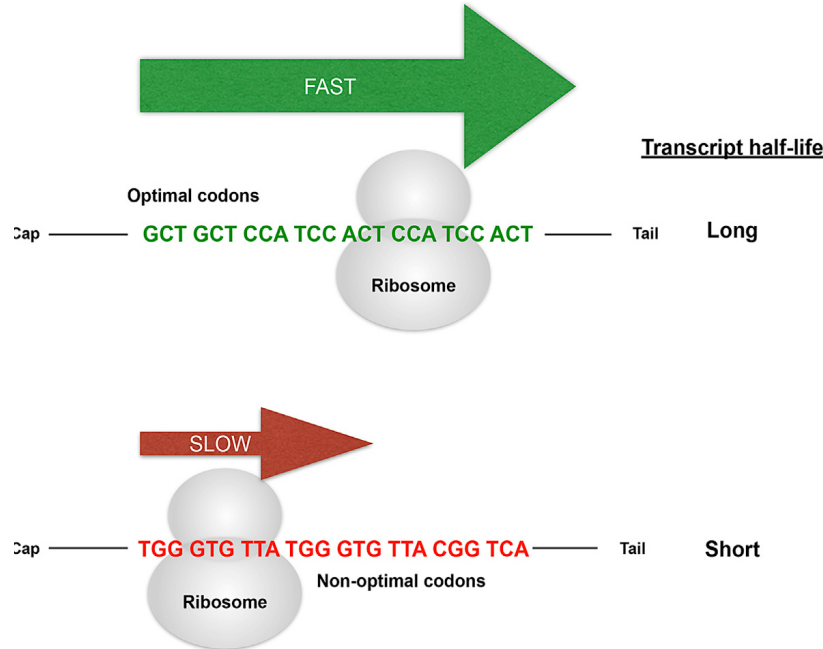 FAST
Transcript half-life
Optimal codons
Cap GCT GCT CCA TCC ACT CCA TCC ACT Tail Long
Ribosome
SLOW
Cap TGG GTG TTA TGG GTG TTA CGG TCA Tail Short
Non-optimal codons
Ribosome